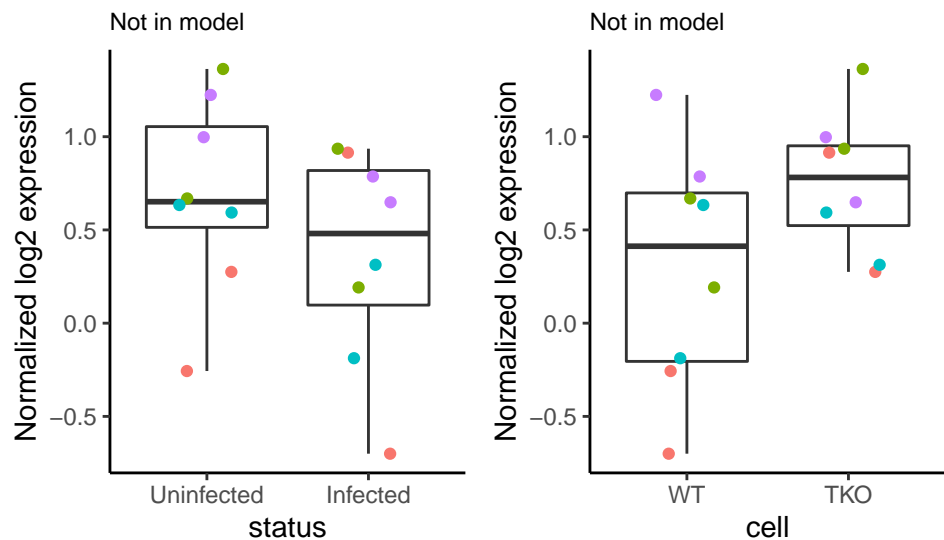 Not in model
Normalized log2 expression
1.0
0.5
0.0
−0.5
Uninfected
Infected
status
Not in model
Normalized log2 expression
1.0
0.5
0.0
−0.5
WT
TKO
cell